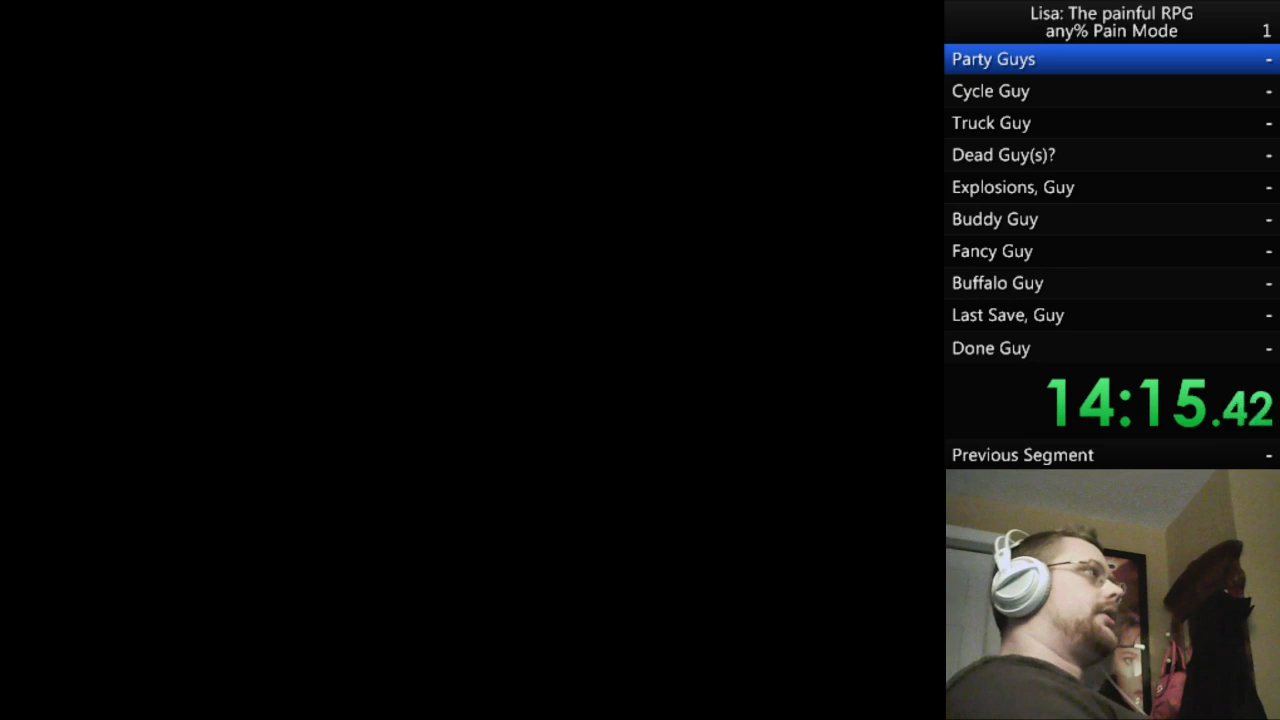 Lisa: The painful RPG
any% Pain Mode 1
Party Guys -
Cycle Guy -
Truck Guy -
Dead Guy(s)? -
Explosions, Guy -
Buddy Guy -
Fancy Guy -
Buffalo Guy -
Last Save, Guy -
Done Guy -
14:15.42
Previous Segment -